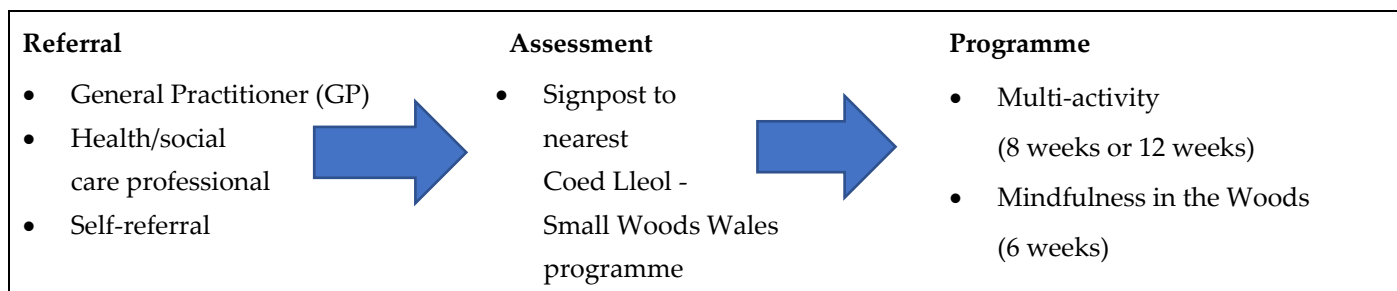 Referral
• General Practitioner (GP)
• Health/social
care professional
• Self-referral
Assessment
• Signpost to
nearest
Coed Lleol -
Small Woods Wales
programme
Programme
• Multi-activity
(8 weeks or 12 weeks)
• Mindfulness in the Woods
(6 weeks)